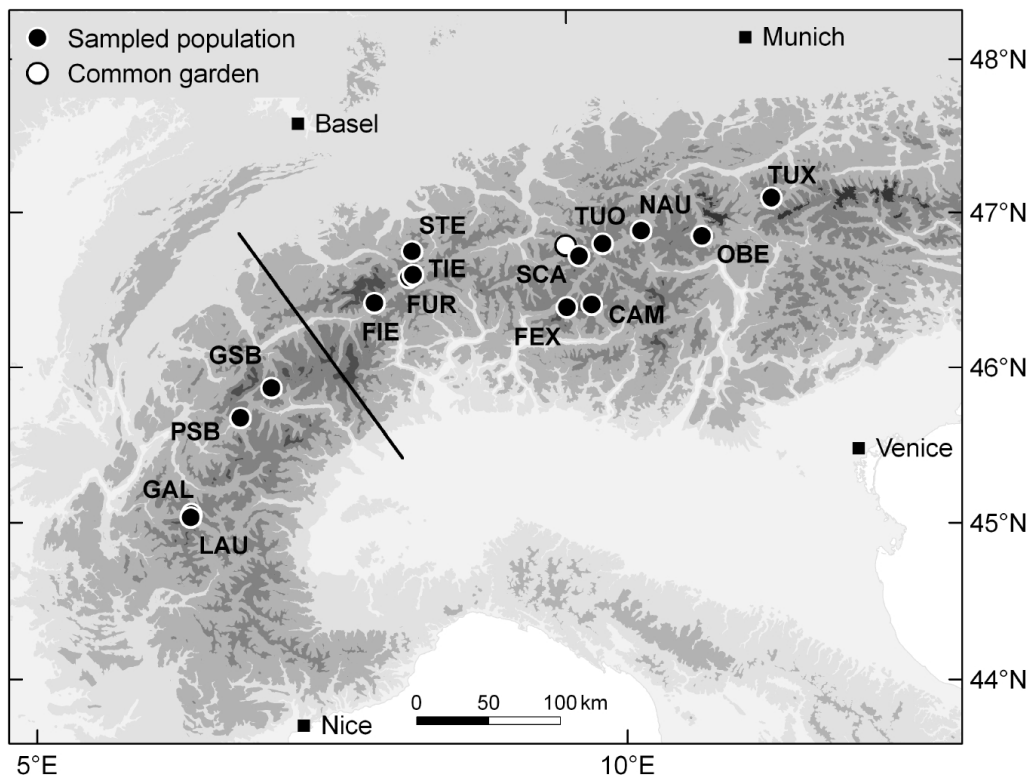 Sampled population
Common garden
Munich
48°N
Basel
TUX
47°N
STE
TUO
NAU
OBE
TIE
SCA
FUR
FIE
FEX
CAM
GSB
46°N
PSB
Venice
GAL
LAU
45°N
44°N
0 50 100 km
Nice
5°E
10°E